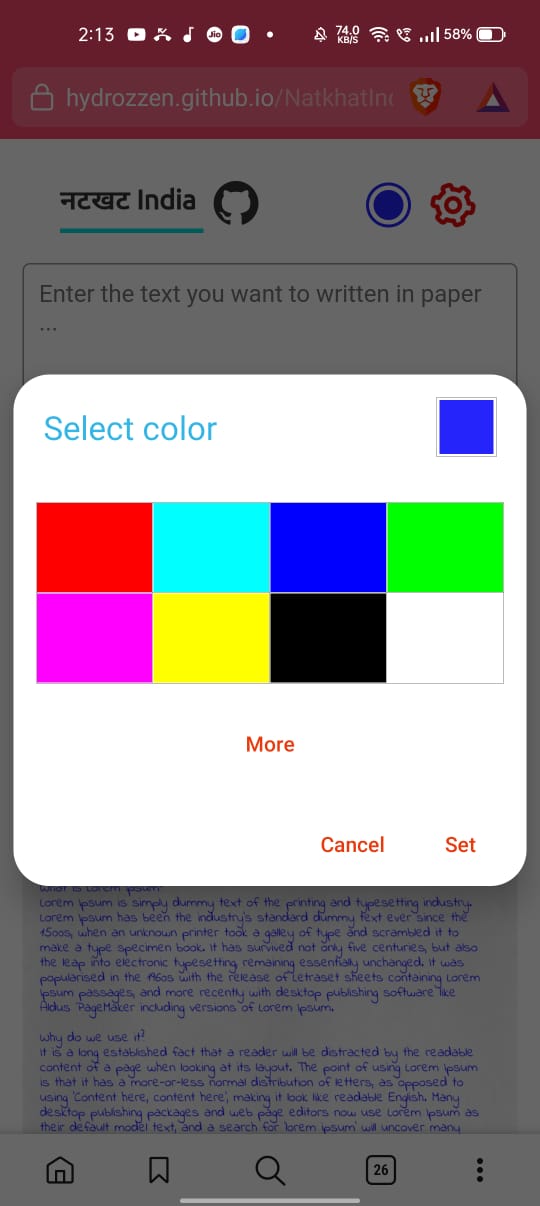 2:13
Jio
74.0
KB/S
58%
hydrozzen.github.io/NatkhatInd
नटखट India
Enter the text you want to written in paper
...
Select color
More
Cancel
Set
What is Lorem Ipsum?
Lorem Ipsum is simply dummy text of the printing and typesetting industry.
Lorem Ipsum has been the industry's standard dummy text ever since the
1500s, when an unknown printer took a galley of type and scrambled it to
make a type specimen book. It has survived not only five centuries, but also
the leap into electronic typesetting, remaining essentially unchanged. It was
popularised in the 1960s with the release of Letraset sheets containing Lorem
Ipsum passages, and more recently with desktop publishing software like
Aldus PageMaker including versions of Lorem Ipsum.
Why do we use it?
It is a long established fact that a reader will be distracted by the readable
content of a page when looking at its layout. The point of using Lorem Ipsum
is that it has a more-or-less normal distribution of letters, as opposed to
using 'Content here, content here', making it look like readable English. Many
desktop publishing packages and web page editors now use Lorem Ipsum as
their default model text, and a search for 'lorem ipsum' will uncover many
26